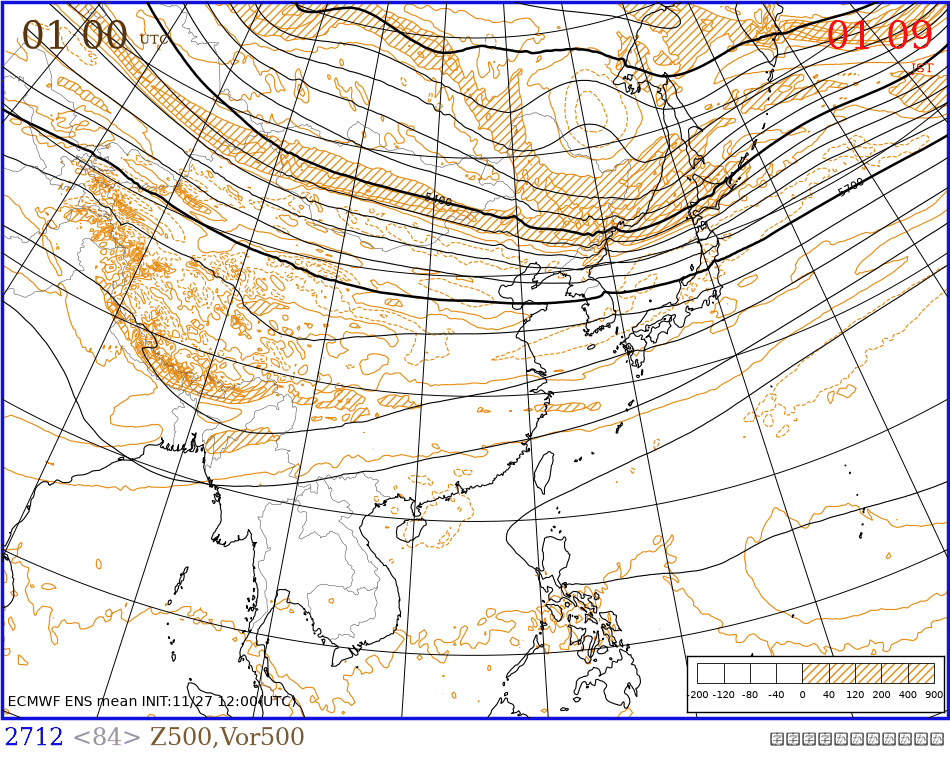 01 00 UTC 01 09
JST
5400
5700
-200 -120 -80 -40 0 40 120 200 400 900
ECMWF ENS mean INIT:11/27 12:00(UTC)
2712 <84> Z500,Vor500